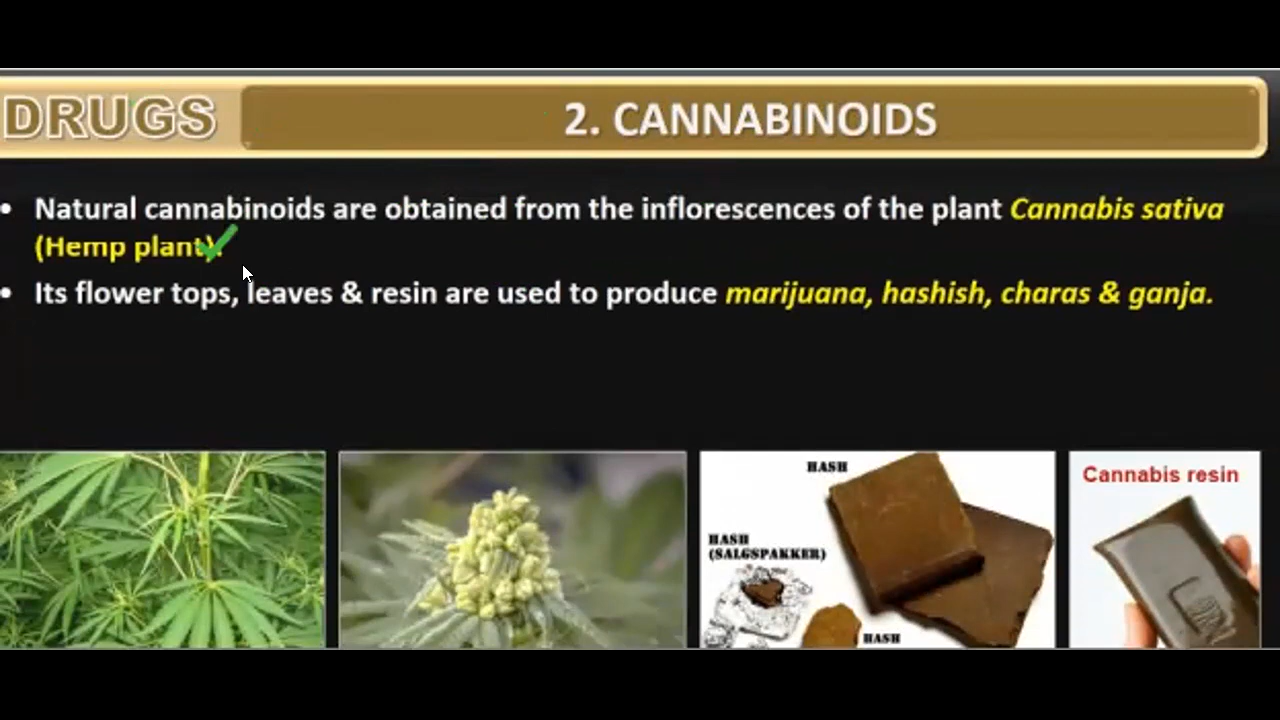 DRUGS
2. CANNABINOIDS
• Natural cannabinoids are obtained from the inflorescences of the plant Cannabis sativa
(Hemp plant).
• Its flower tops, leaves & resin are used to produce marijuana, hashish, charas & ganja.
HASH
HASH
(SALGSPAKKER)
HASH
Cannabis resin